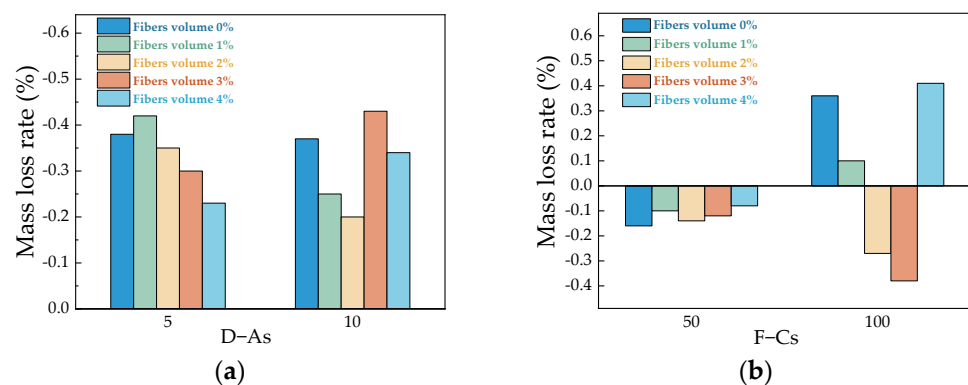 -0.6
-0.5
-0.4
-0.3
-0.2
-0.1
0.0
Mass loss rate (%)
Fibers volume 0%
Fibers volume 1%
Fibers volume 2%
Fibers volume 3%
Fibers volume 4%
5
10
D−As
(a)
0.6
0.5
0.4
0.3
0.2
0.1
0.0
-0.1
-0.2
-0.3
-0.4
Mass loss rate (%)
Fibers volume 0%
Fibers volume 1%
Fibers volume 2%
Fibers volume 3%
Fibers volume 4%
50
100
F−Cs
(b)